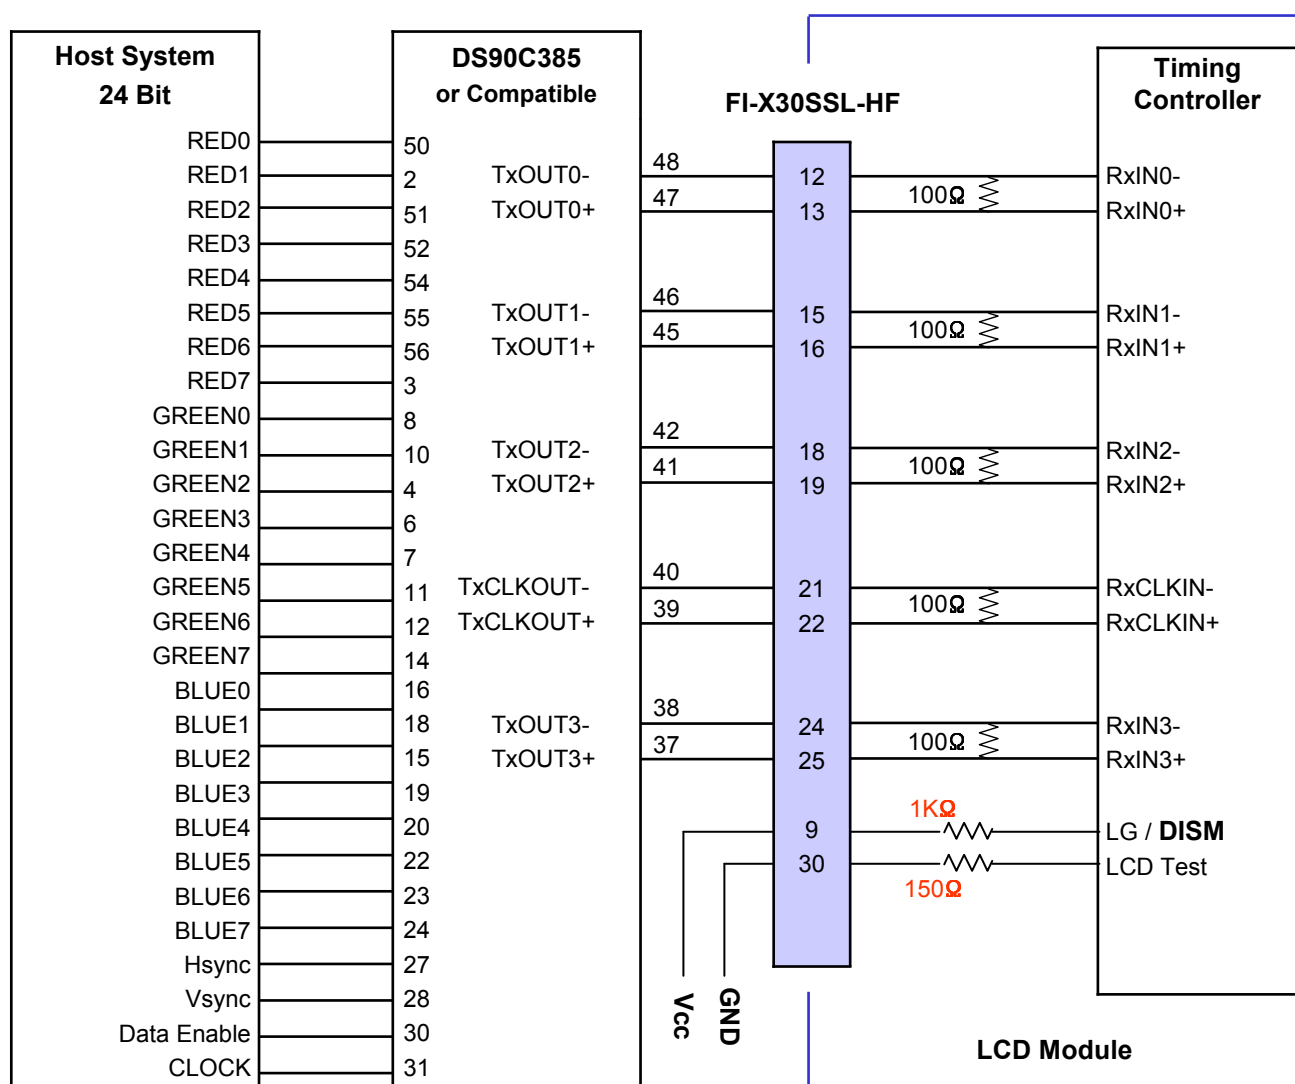 Host System
24 Bit
RED0
RED1
RED2
RED3
RED4
RED5
RED6
RED7
GREEN0
GREEN1
GREEN2
GREEN3
GREEN4
GREEN5
GREEN6
GREEN7
BLUE0
BLUE1
BLUE2
BLUE3
BLUE4
BLUE5
BLUE6
BLUE7
Hsync
Vsync
Data Enable
CLOCK
DS90C385
or Compatible
50
2
51
52
54
55
56
3
8
10
4
6
7
11
12
14
16
18
15
19
20
22
23
24
27
28
30
31
TxOUT0-
TxOUT0+
TxOUT1-
TxOUT1+
TxOUT2-
TxOUT2+
TxCLKOUT-
TxCLKOUT+
TxOUT3-
TxOUT3+
48
47
46
45
42
41
40
39
38
37
Vcc
GND
FI-X30SSL-HF
12
13
15
16
18
19
21
22
24
25
9
30
100Ω
100Ω
100Ω
100Ω
100Ω
1KΩ
150Ω
Timing
Controller
RxIN0-
RxIN0+
RxIN1-
RxIN1+
RxIN2-
RxIN2+
RxCLKIN-
RxCLKIN+
RxIN3-
RxIN3+
LG / DISM
LCD Test
LCD Module